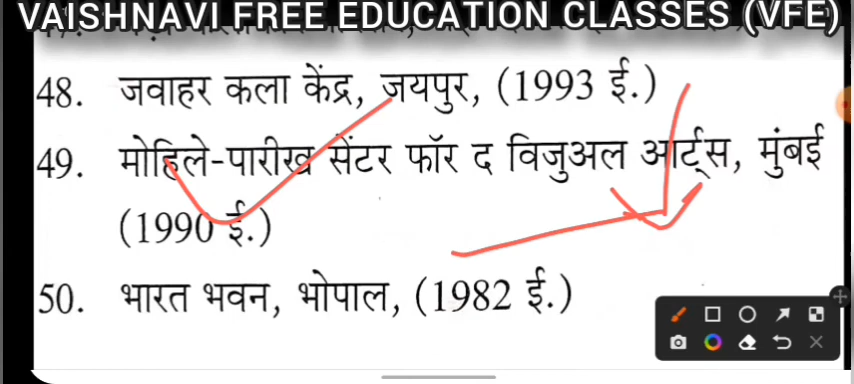 VAISHNAVI FREE EDUCATION CLASSES (VFE)
48. जवाहर कला केंद्र, जयपुर, (1993 ई.)
49. मोहिले-पारीख सेंटर फॉर द विजुअल आर्ट्स, मुंबई
(1990 ई.)
50. भारत भवन, भोपाल, (1982 ई.)